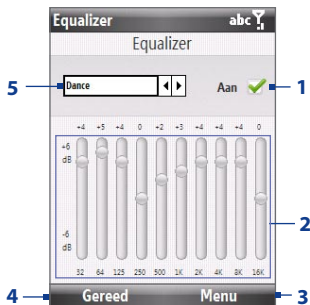 Equalizer abc
Equalizer
5 Dance Aan 1
+4 +5 +4 0 +2 +3 +4 +4 +4 0
+6
dB
2
-6
dB
32 64 125 250 500 1K 2K 4K 8K 16K
4 Gereed Menu 3